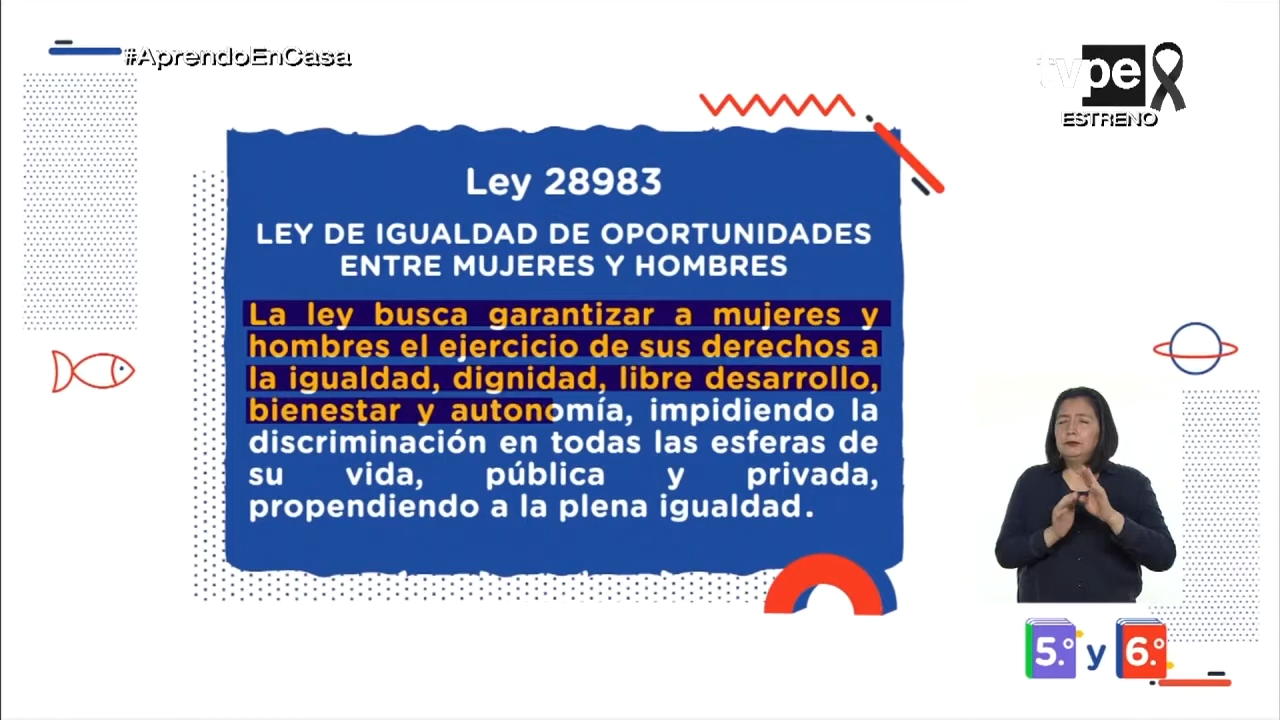 #AprendoEnCasa
tvpe
ESTRENO
Ley 28983
LEY DE IGUALDAD DE OPORTUNIDADES
ENTRE MUJERES Y HOMBRES
La ley busca garantizar a mujeres y
hombres el ejercicio de sus derechos a
la igualdad, dignidad, libre desarrollo,
bienestar y autonomía, impidiendo la
discriminación en todas las esferas de
su vida, pública y privada,
propendiendo a la plena igualdad.
5.º y 6.º